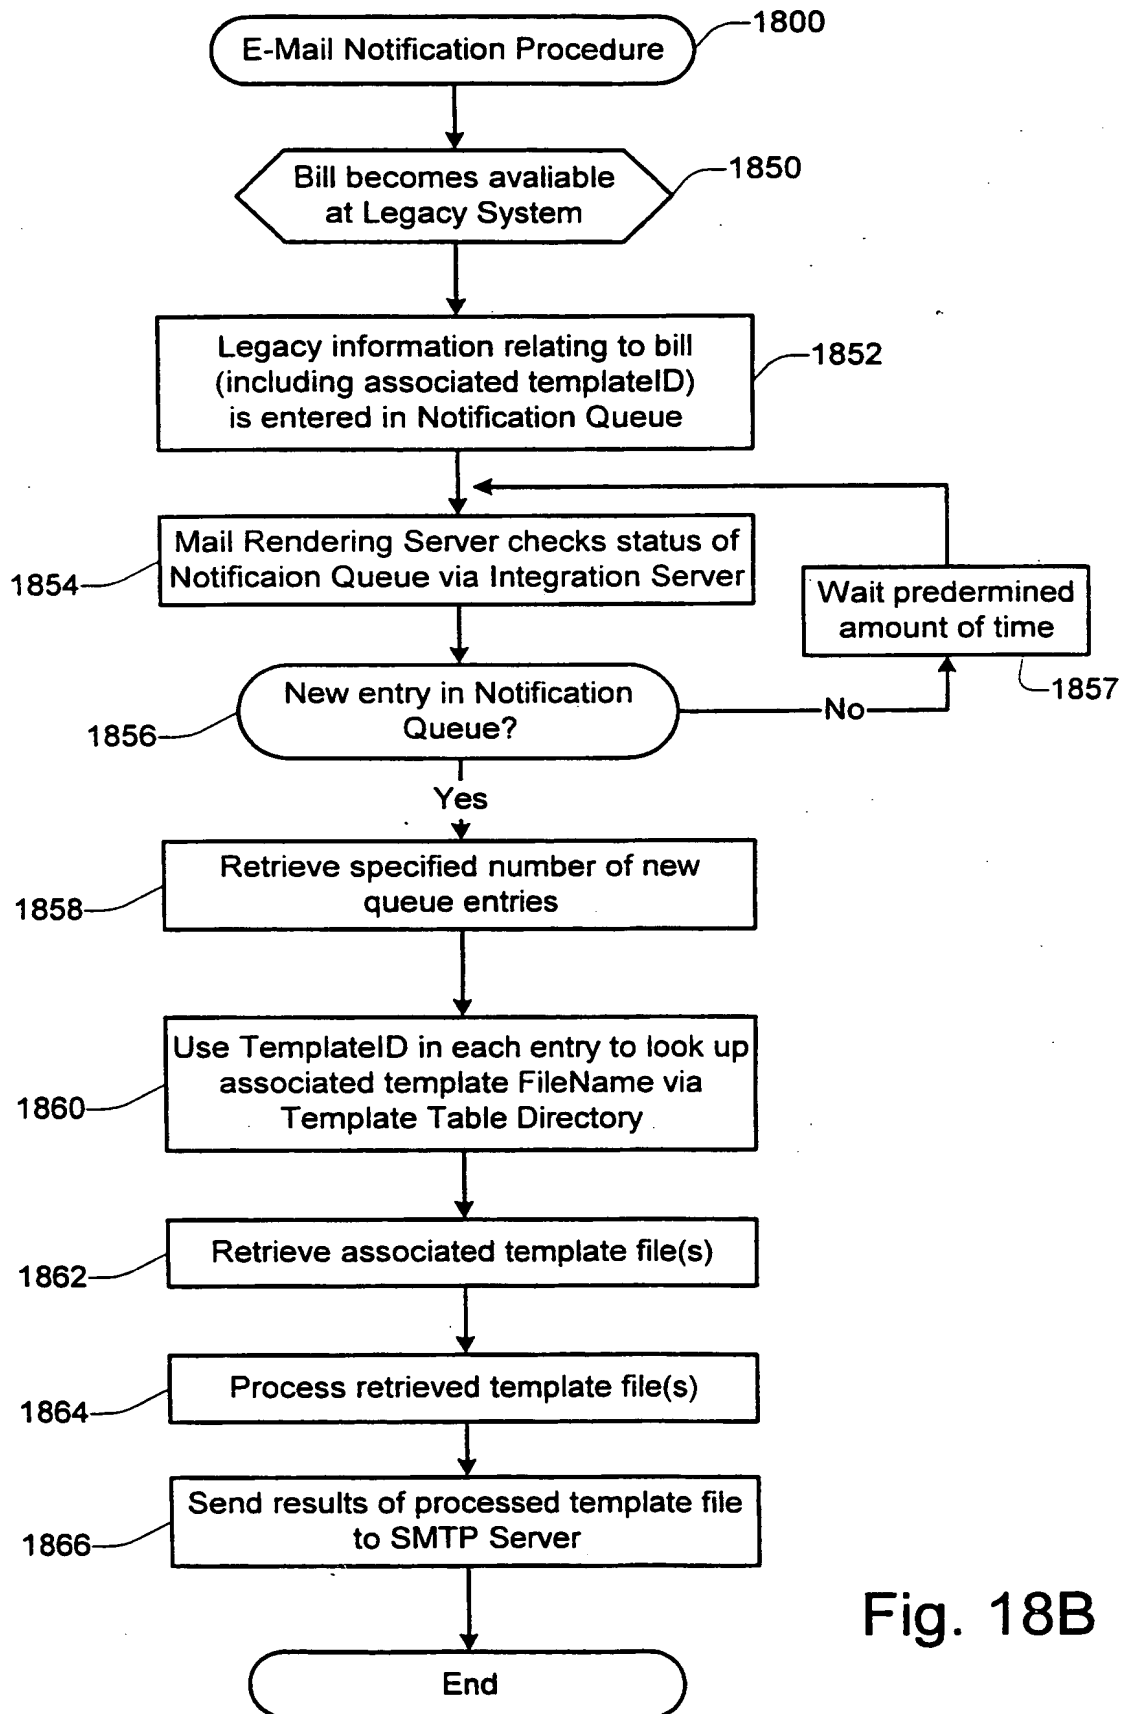 E-Mail Notification Procedure
1800
Bill becomes avaliable
at Legacy System
1850
Legacy information relating to bill
(including associated templateID)
is entered in Notification Queue
1852
Mail Rendering Server checks status of
Notificaion Queue via Integration Server
1854
Wait predermined
amount of time
1857
New entry in Notification
Queue?
1856
No
Yes
Retrieve specified number of new
queue entries
1858
Use TemplateID in each entry to look up
associated template FileName via
Template Table Directory
1860
Retrieve associated template file(s)
1862
Process retrieved template file(s)
1864
Send results of processed template file
to SMTP Server
1866
Fig. 18B
End